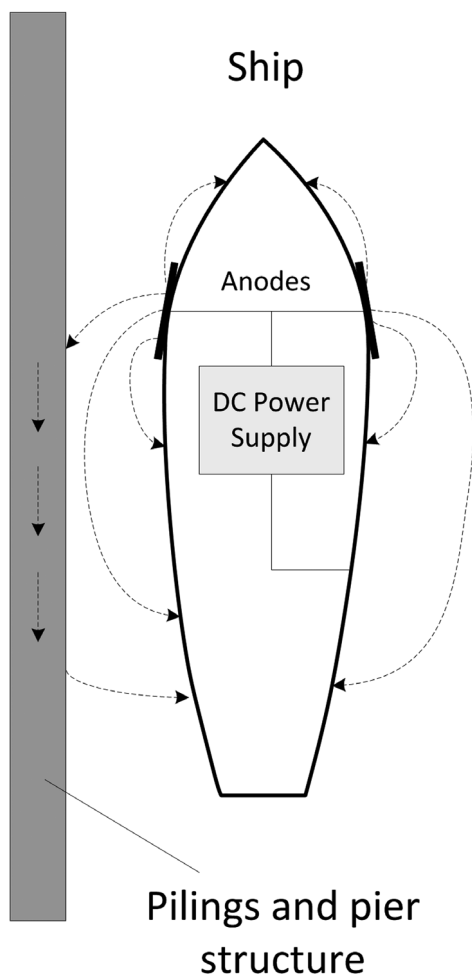 Ship
Anodes
DC Power
Supply
Pilings and pier
structure